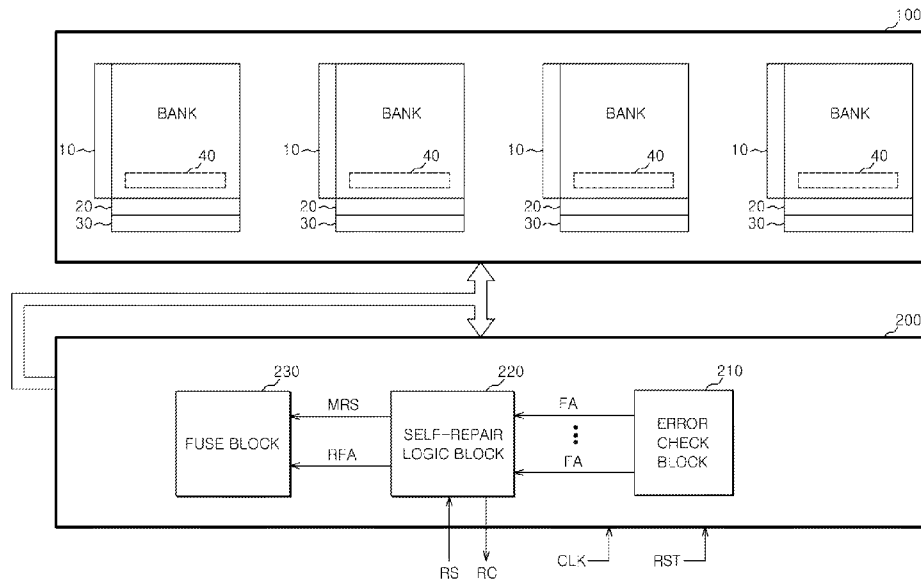 100
BANK BANK BANK BANK
10 40 10 40 10 40 10 40
20 20 20 20
30 30 30 30
200
230 220 210
FUSE BLOCK
MRS
RFA
SELF-REPAIR
LOGIC BLOCK
FA
FA
ERROR
CHECK
BLOCK
RS RC CLK RST